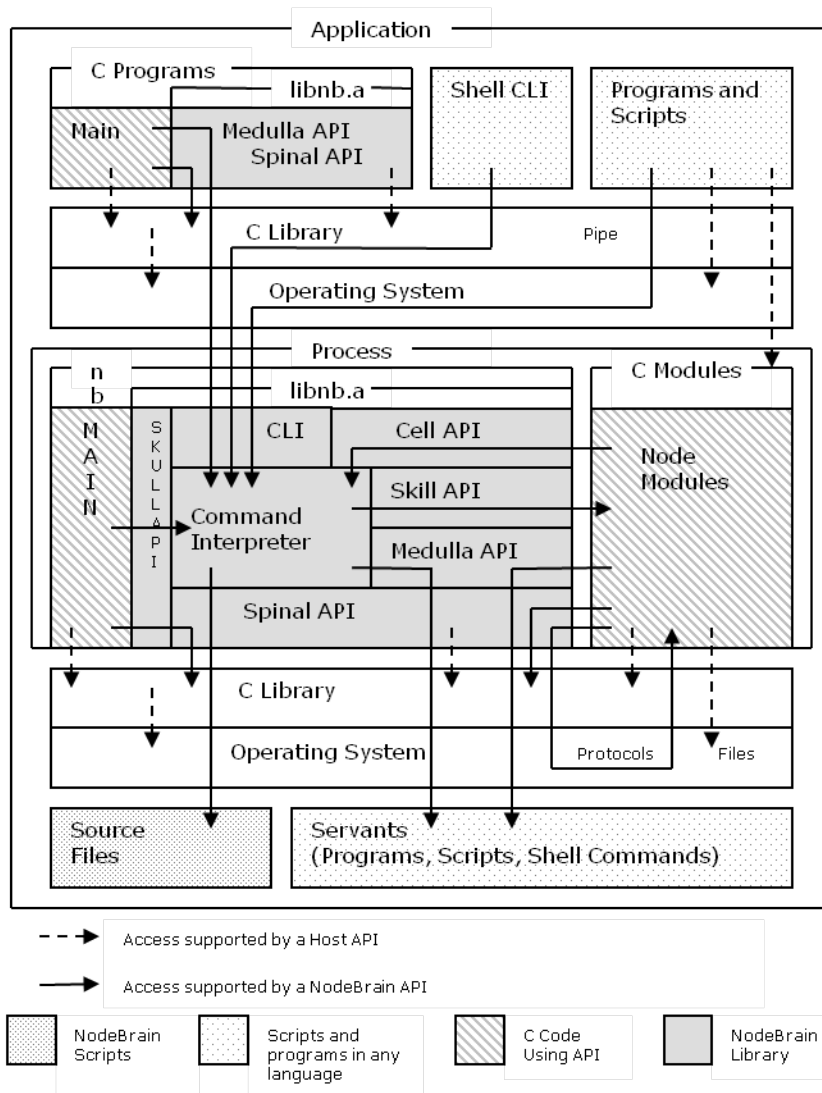 Application
C Programs
libnb.a
Main
Medulla API
Spinal API
Shell CLI
Programs and
Scripts
C Library
Pipe
Operating System
Process
n
b
libnb.a
C Modules
M
A
I
N
S
K
U
L
L
A
P
I
CLI
Cell API
Node
Modules
Skill API
Command
Interpreter
Medulla API
Spinal API
C Library
Operating System
Protocols
Files
Source
Files
Servants
(Programs, Scripts, Shell Commands)
Access supported by a Host API
Access supported by a NodeBrain API
NodeBrain
Scripts
Scripts and
programs in any
language
C Code
Using API
NodeBrain
Library